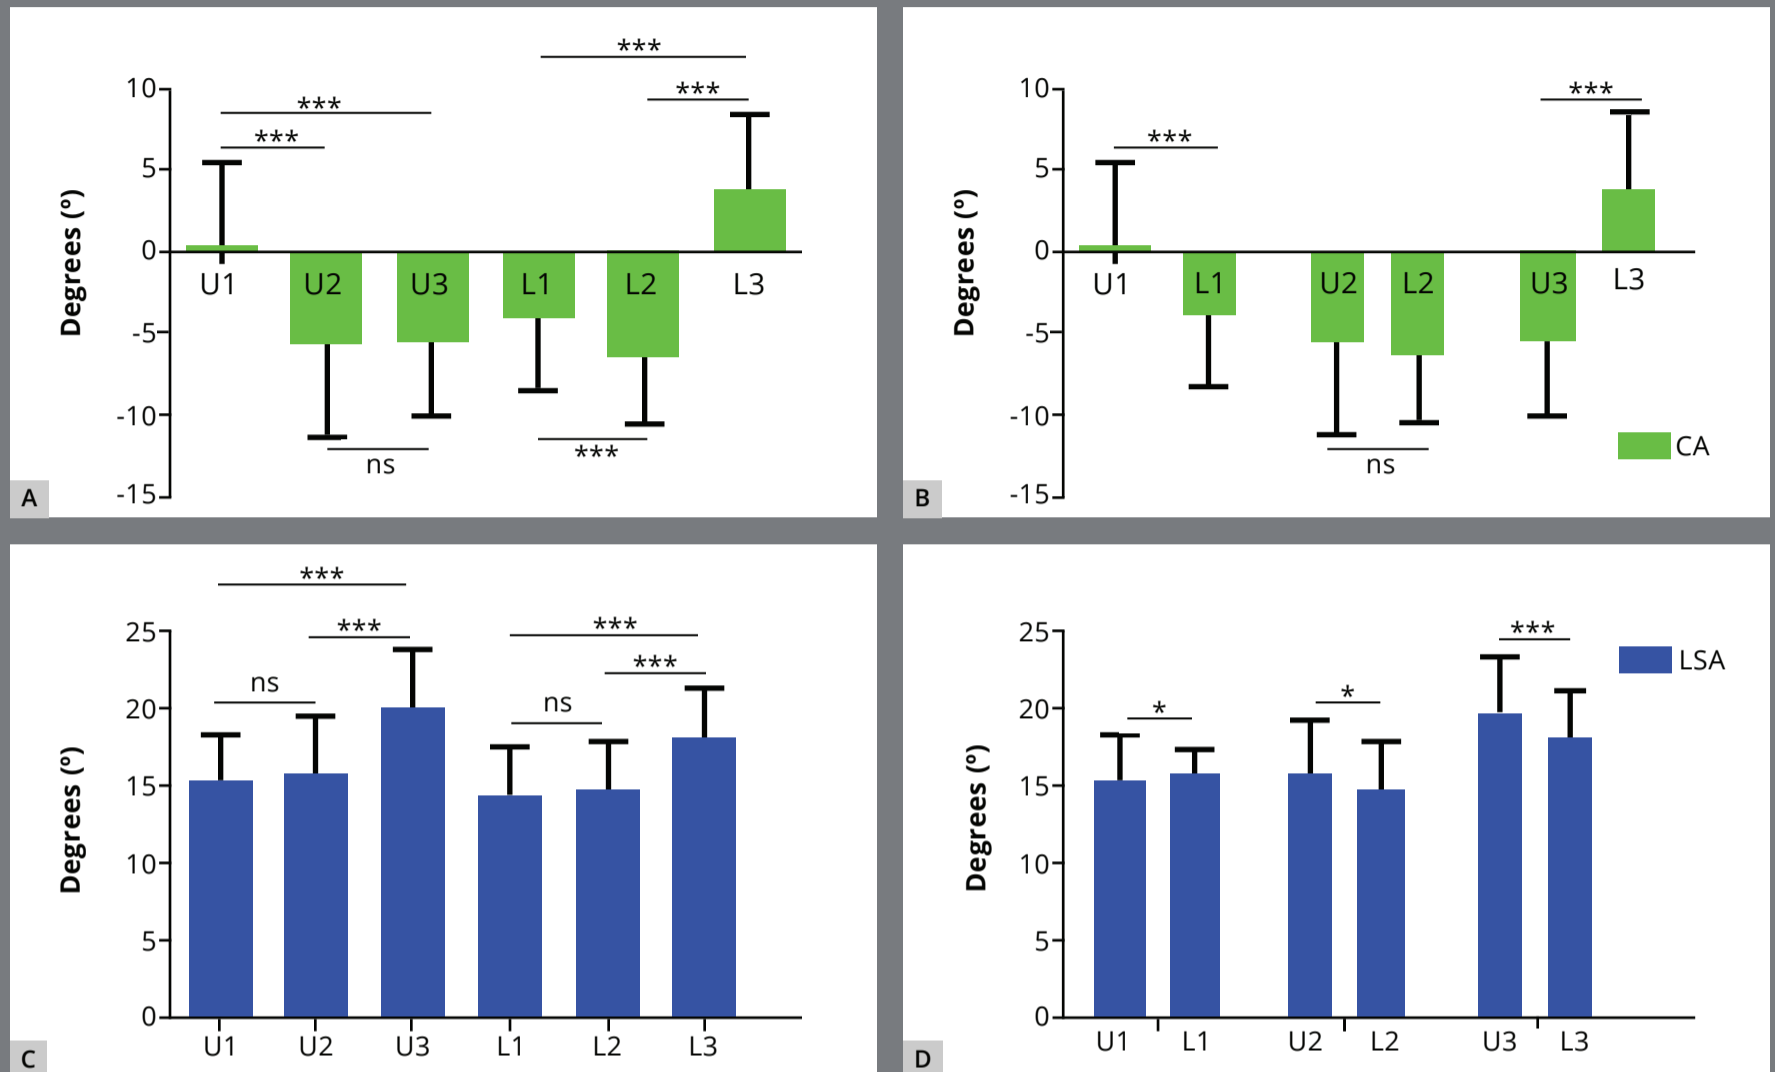 ***
***
***
***
10
5
0
-5
-10
-15
Degrees (º)
U1
U2
U3
L1
L2
L3
ns
***
A
***
***
10
5
0
-5
-10
-15
Degrees (º)
U1
L1
U2
L2
U3
L3
ns
CA
B
***
***
***
***
ns
ns
25
20
15
10
5
0
Degrees (º)
U1
U2
U3
L1
L2
L3
C
***
*
*
LSA
25
20
15
10
5
0
Degrees (º)
U1
L1
U2
L2
U3
L3
D